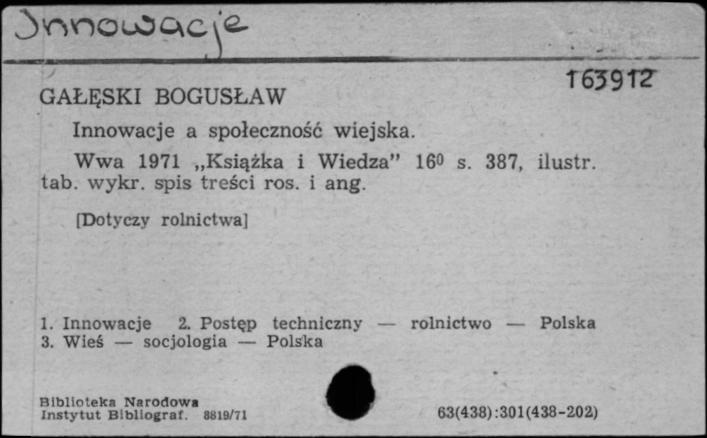 Innowacje
163912
GAŁĘSKI BOGUSŁAW
Innowacje a społeczność wiejska.
Wwa 1971 „Książka i Wiedza” 16⁰ s. 387, ilustr.
tab. wykr. spis treści ros. i ang.
[Dotyczy rolnictwa]
1. Innowacje 2. Postęp techniczny — rolnictwo — Polska
3. Wieś — socjologia — Polska
Biblioteka Narodowa
Instytut Bibliograf. 8819/71
63(438):301(438-202)